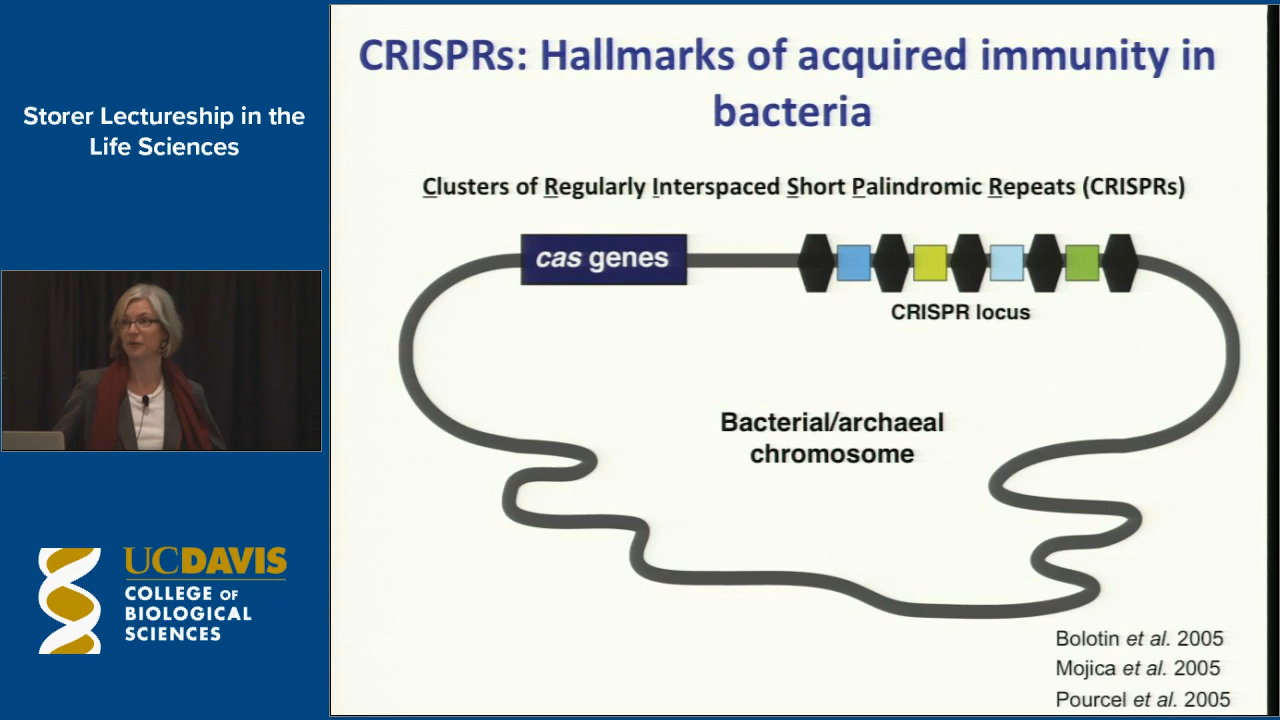 Storer Lectureship in the
Life Sciences
UCDAVIS
COLLEGE OF
BIOLOGICAL
SCIENCES
CRISPRs: Hallmarks of acquired immunity in
bacteria
Clusters of Regularly Interspaced Short Palindromic Repeats (CRISPRs)
cas genes
CRISPR locus
Bacterial/archaeal
chromosome
Bolotin et al. 2005
Mojica et al. 2005
Pourcel et al. 2005